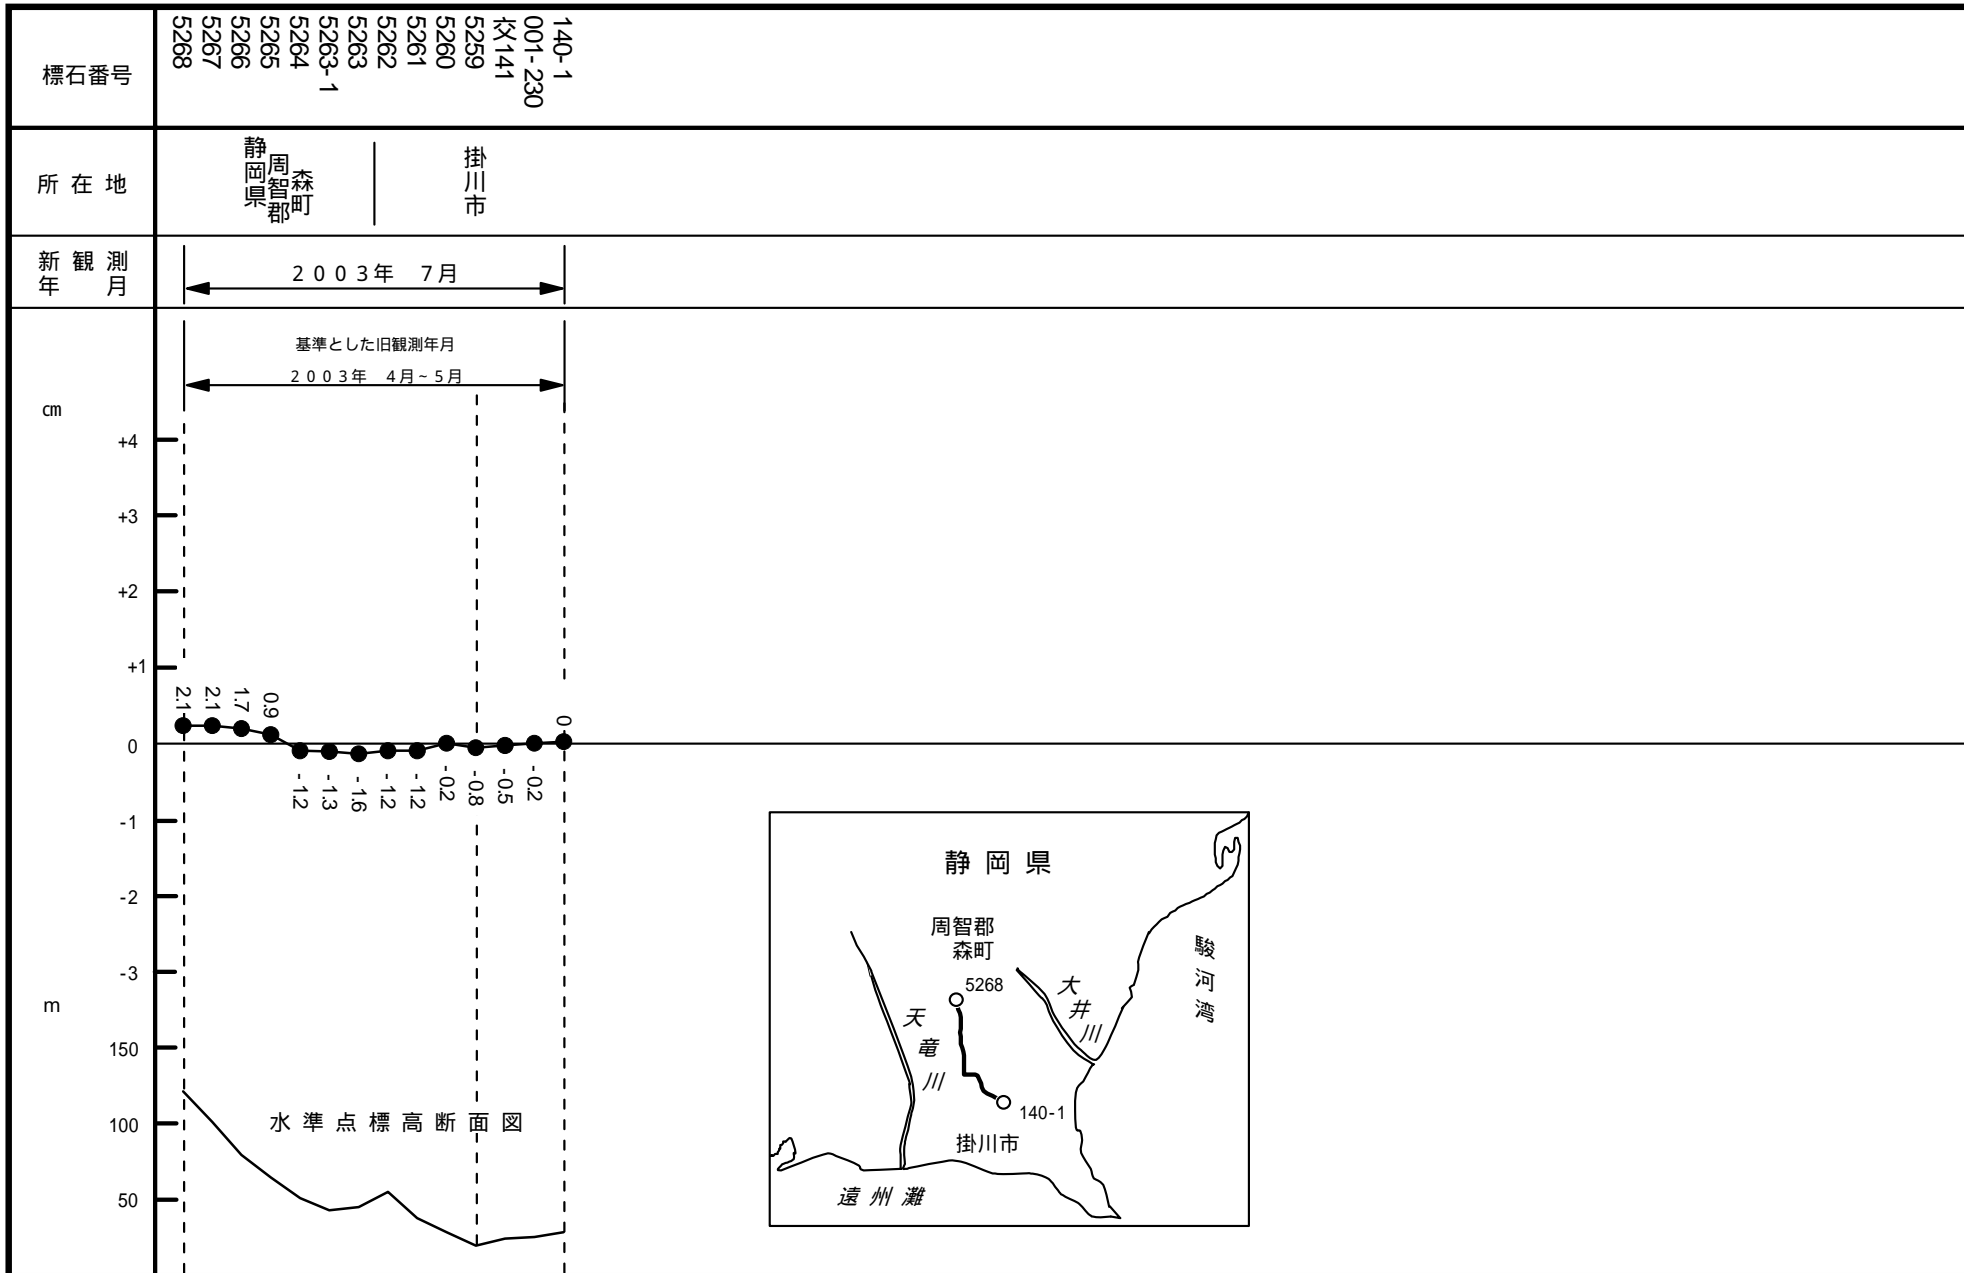 標石番号
5268
5267
5266
5265
5264
5263-1
5263
5262
5261
5260
5259
交141
001-230
140-1
所在地
静岡県
周智郡
森町
掛川市
新観測
年月
2003年 7月
基準とした旧観測年月
2003年 4月~5月
cm
+4
+3
+2
+1
0
-1
-2
-3
2.1
2.1
1.7
0.9
-1.2
-1.3
-1.6
-1.2
-1.2
-0.2
-0.8
-0.5
-0.2
0
m
150
100
50
水準点標高断面図
静岡県
周智郡
森町
5268
大井川
天竜川
駿河湾
140-1
掛川市
遠州灘